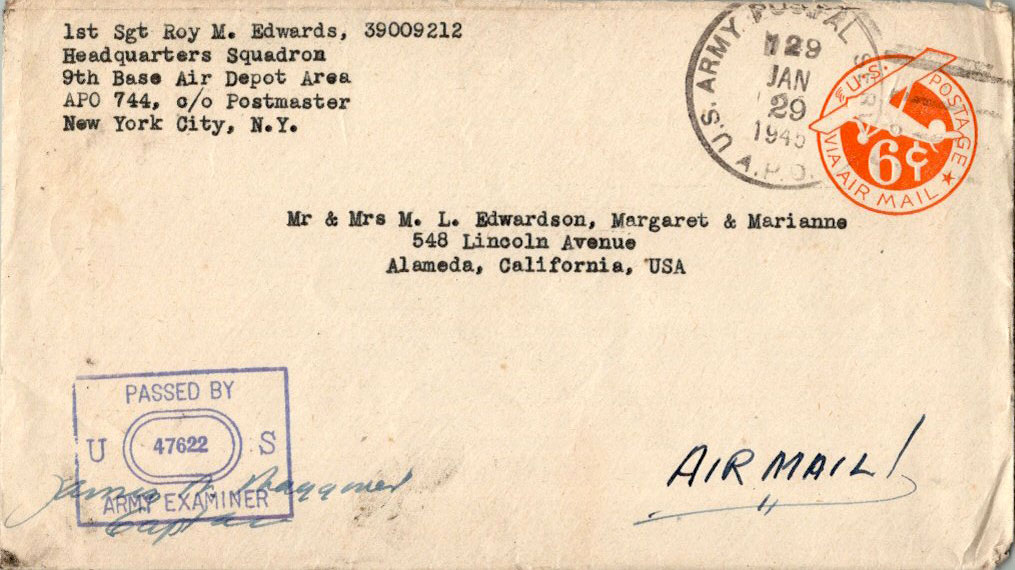 1st Sgt Roy M. Edwards, 39009212
Headquarters Squadron
9th Base Air Depot Area
APO 744, c/o Postmaster
New York City, N.Y.
U.S. ARMY POSTAL
129
JAN
29
1945
A.P.O.
U.S. POSTAGE
6¢
VIA AIR MAIL
Mr & Mrs M. L. Edwardson, Margaret & Marianne
548 Lincoln Avenue
Alameda, California, USA
PASSED BY
U 47622 S
ARMY EXAMINER
James
Captain
AIR MAIL!